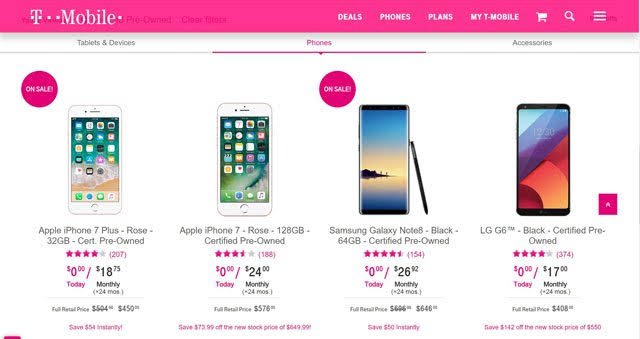 T··Mobile·
DEALS PHONES PLANS MY T-MOBILE
Pre-Owned Clear filters
Tablets & Devices Phones Accessories
ON SALE! ON SALE!
Apple iPhone 7 Plus - Rose -
32GB - Cert. Pre-Owned
(207)
$0.00 / $18.75
Today Monthly
(×24 mos.)
Full Retail Price $504.00 $450.00
Save $54 Instantly!
Apple iPhone 7 - Rose - 128GB -
Certified Pre-Owned
(188)
$0.00 / $24.00
Today Monthly
(×24 mos.)
Full Retail Price $576.00
Save $73.99 off the new stock price of $649.99!
Samsung Galaxy Note8 - Black -
64GB - Certified Pre-Owned
(154)
$0.00 / $26.92
Today Monthly
(×24 mos.)
Full Retail Price $696.00 $646.00
Save $50 Instantly
LG G6™ - Black - Certified Pre-
Owned
(374)
$0.00 / $17.00
Today Monthly
(×24 mos.)
Full Retail Price $408.00
Save $142 off the new stock price of $550